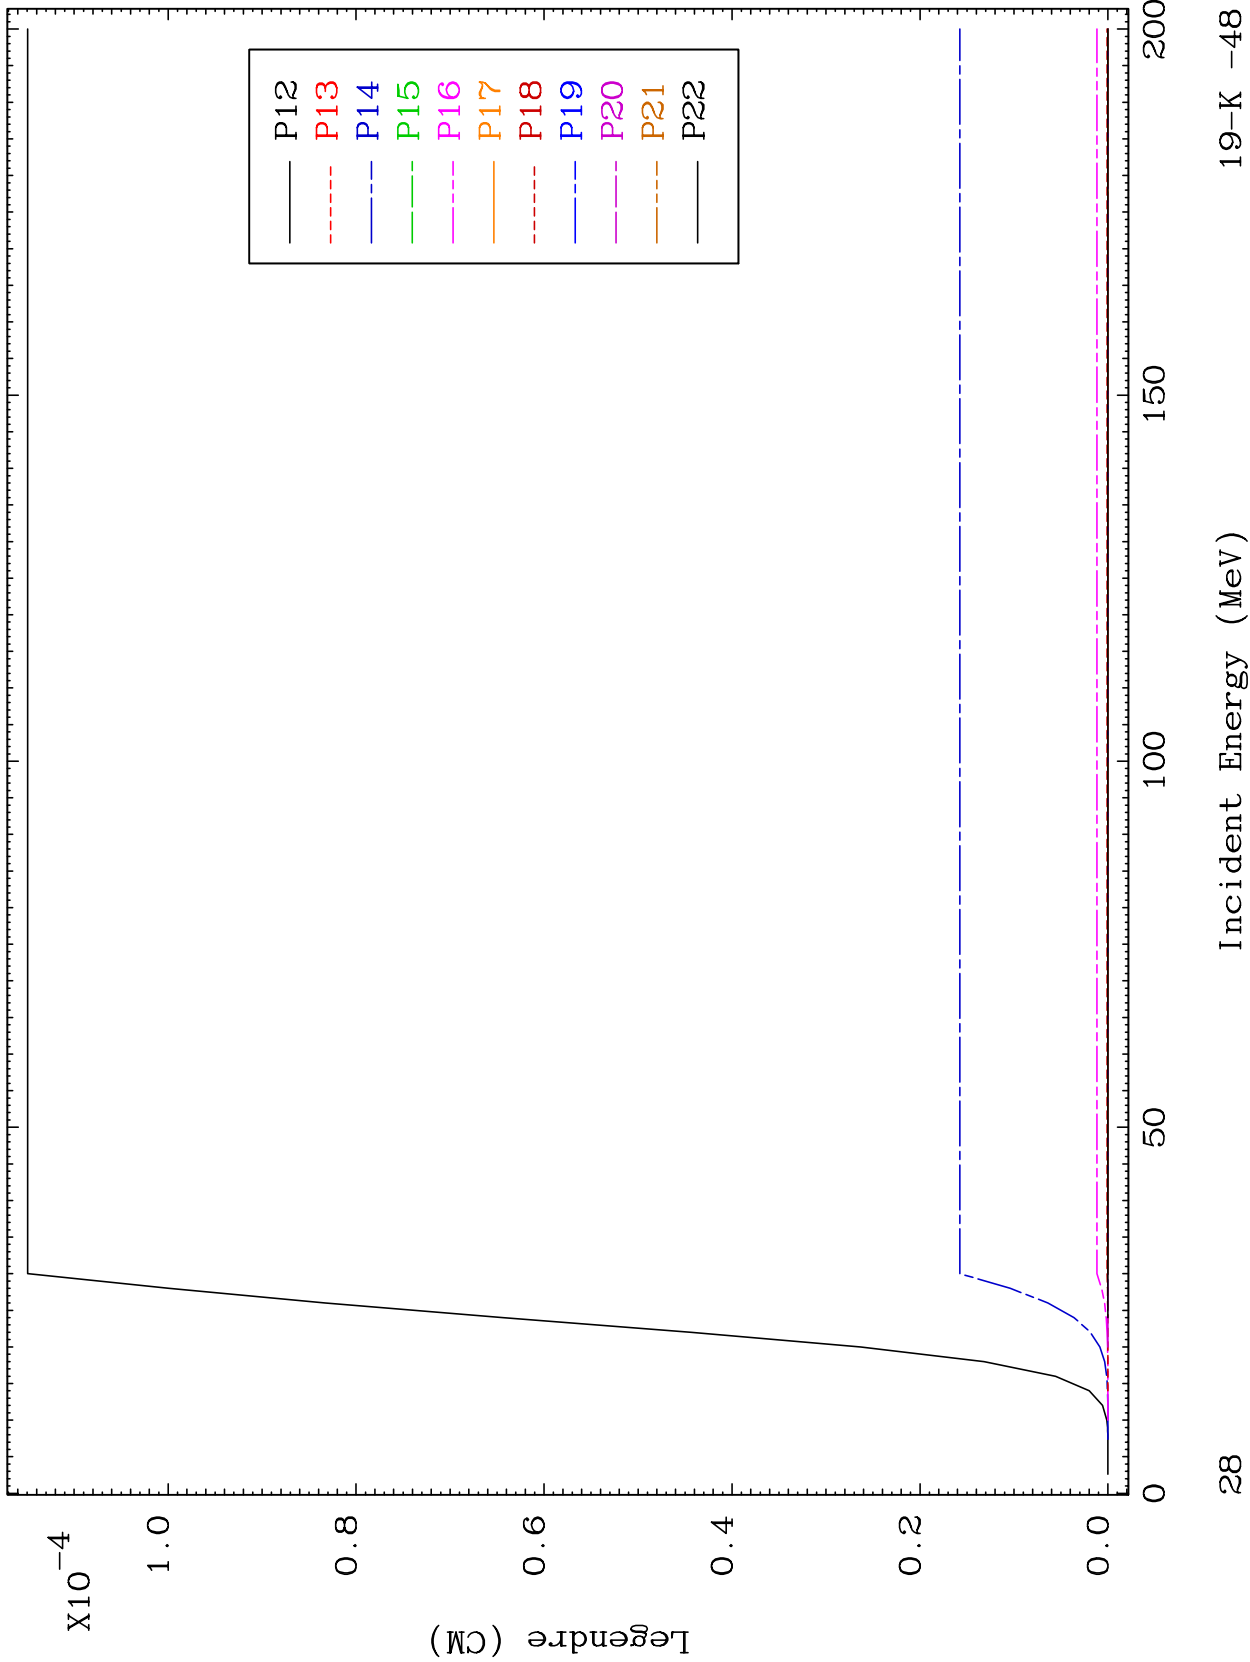 X10-4
1.0
0.8
0.6
0.4
0.2
0.0
Legendre (CM)
P12
P13
P14
P15
P16
P17
P18
P19
P20
P21
P22
0
50
100
150
200
28
Incident Energy (MeV)
19-K -48